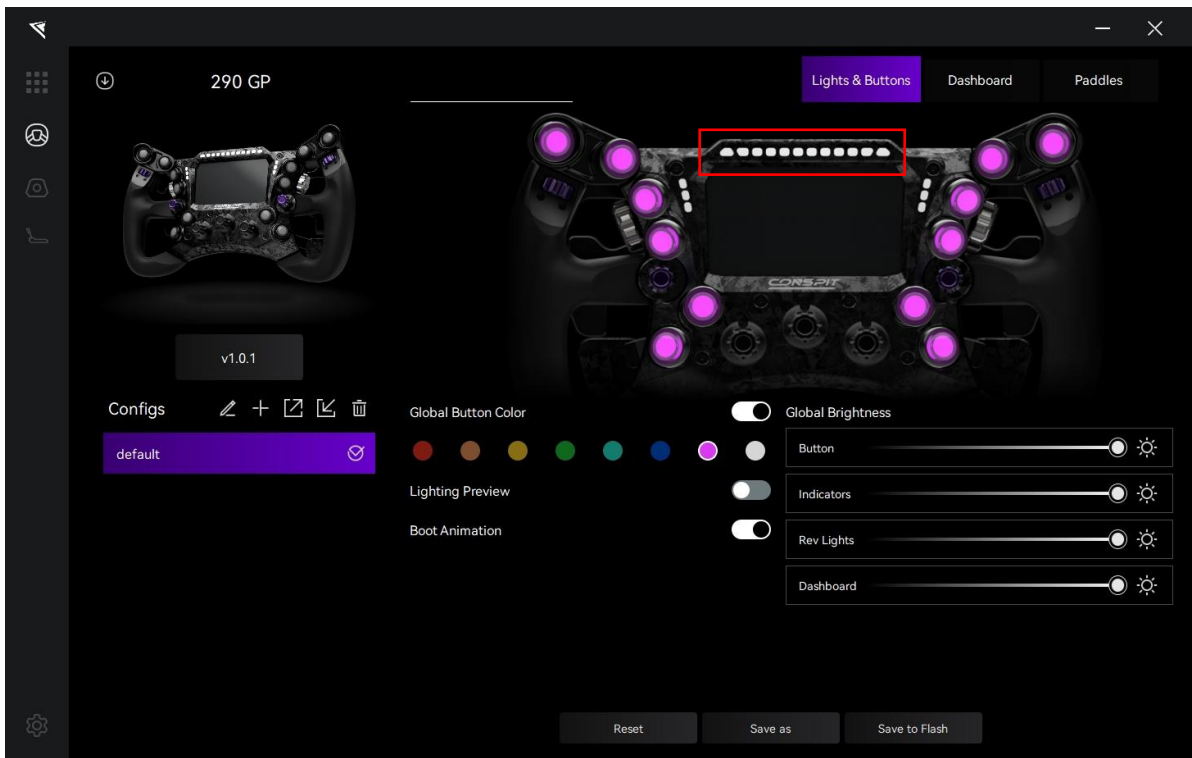 290 GP
Lights & Buttons
Dashboard
Paddles
CONSPIT
v1.0.1
Configs
default
Global Button Color
Lighting Preview
Boot Animation
Global Brightness
Button
Indicators
Rev Lights
Dashboard
Reset
Save as
Save to Flash